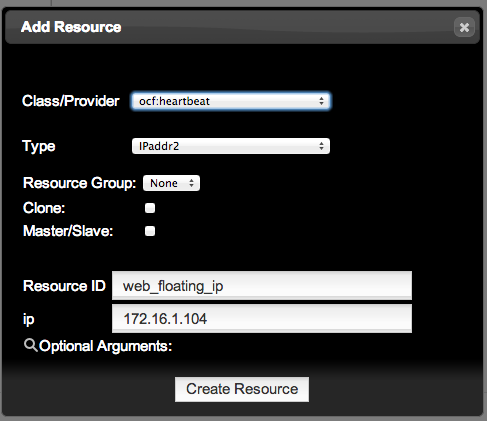 Add Resource
Class/Provider ocf:heartbeat
Type IPaddr2
Resource Group: None
Clone:
Master/Slave:
Resource ID web_floating_ip
ip 172.16.1.104
Optional Arguments:
Create Resource